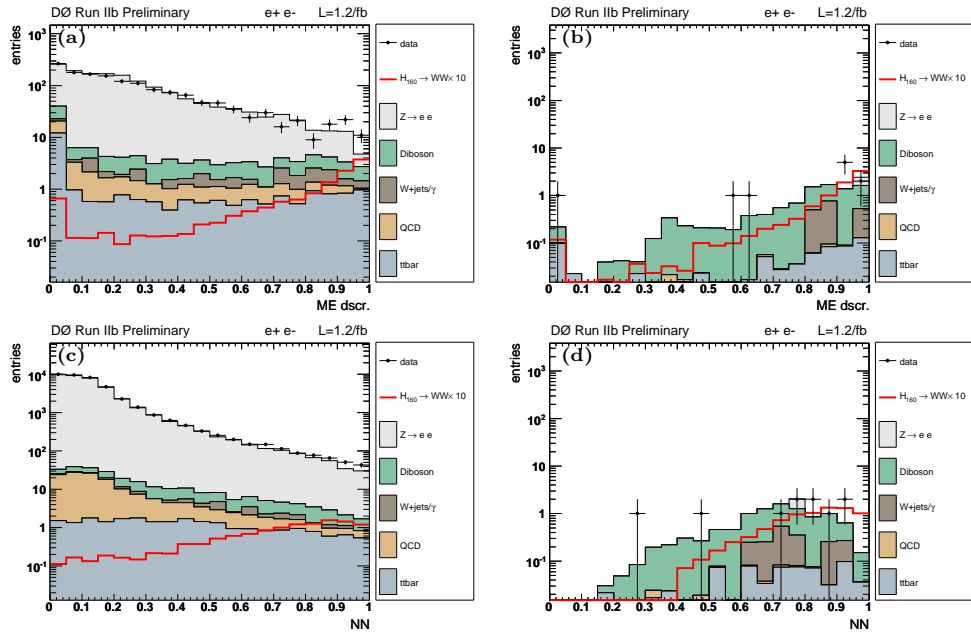 DØ Run IIb Preliminary e+ e- L=1.2/fb
entries
(a)
10³
10²
10
1
10⁻¹
0 0.1 0.2 0.3 0.4 0.5 0.6 0.7 0.8 0.9 1
ME dscr.
data
H₁₆₀ → WW× 10
Z → e e
Diboson
W+jets/γ
QCD
ttbar
DØ Run IIb Preliminary e+ e- L=1.2/fb
entries
(b)
10³
10²
10
1
10⁻¹
0 0.1 0.2 0.3 0.4 0.5 0.6 0.7 0.8 0.9 1
ME dscr.
data
H₁₆₀ → WW× 10
Z → e e
Diboson
W+jets/γ
QCD
ttbar
DØ Run IIb Preliminary e+ e- L=1.2/fb
entries
(c)
10⁴
10³
10²
10
1
10⁻¹
0 0.1 0.2 0.3 0.4 0.5 0.6 0.7 0.8 0.9 1
NN
data
H₁₆₀ → WW× 10
Z → e e
Diboson
W+jets/γ
QCD
ttbar
DØ Run IIb Preliminary e+ e- L=1.2/fb
entries
(d)
10³
10²
10
1
10⁻¹
0 0.1 0.2 0.3 0.4 0.5 0.6 0.7 0.8 0.9 1
NN
data
H₁₆₀ → WW× 10
Z → e e
Diboson
W+jets/γ
QCD
ttbar